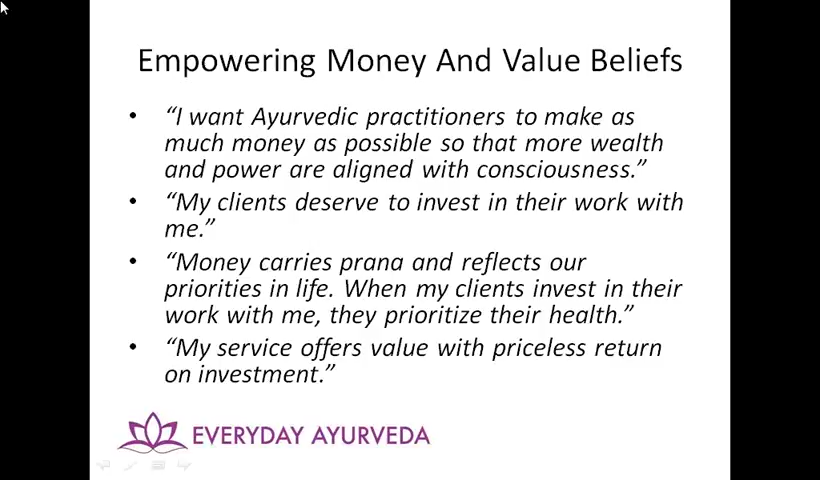 Empowering Money And Value Beliefs
• “I want Ayurvedic practitioners to make as
much money as possible so that more wealth
and power are aligned with consciousness.”
• “My clients deserve to invest in their work with
me.”
• “Money carries prana and reflects our
priorities in life. When my clients invest in their
work with me, they prioritize their health.”
• “My service offers value with priceless return
on investment.”
EVERYDAY AYURVEDA